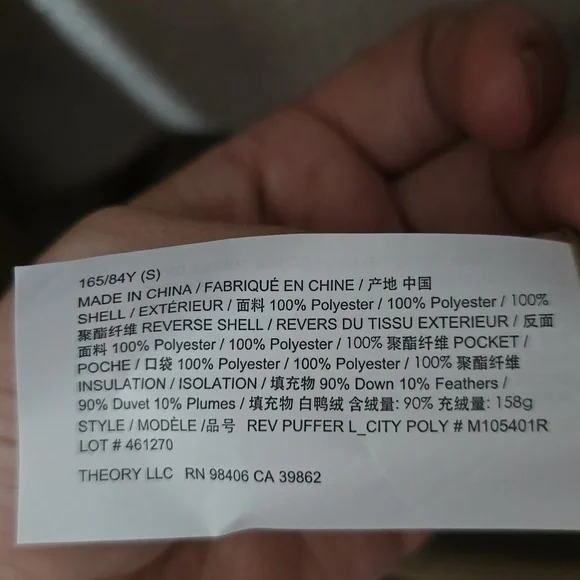 165/84Y (S)
MADE IN CHINA / FABRIQUÉ EN CHINE / 产地 中国
SHELL / EXTÉRIEUR / 面料 100% Polyester / 100% Polyester / 100%
聚酯纤维 REVERSE SHELL / REVERS DU TISSU EXTERIEUR / 反面
面料 100% Polyester / 100% Polyester / 100% 聚酯纤维 POCKET /
POCHE / 口袋 100% Polyester / 100% Polyester / 100% 聚酯纤维
INSULATION / ISOLATION / 填充物 90% Down 10% Feathers /
90% Duvet 10% Plumes / 填充物 白鸭绒 含绒量: 90% 充绒量: 158g
STYLE / MODÈLE /品号 REV PUFFER L_CITY POLY # M105401R
LOT # 461270
THEORY LLC RN 98406 CA 39862